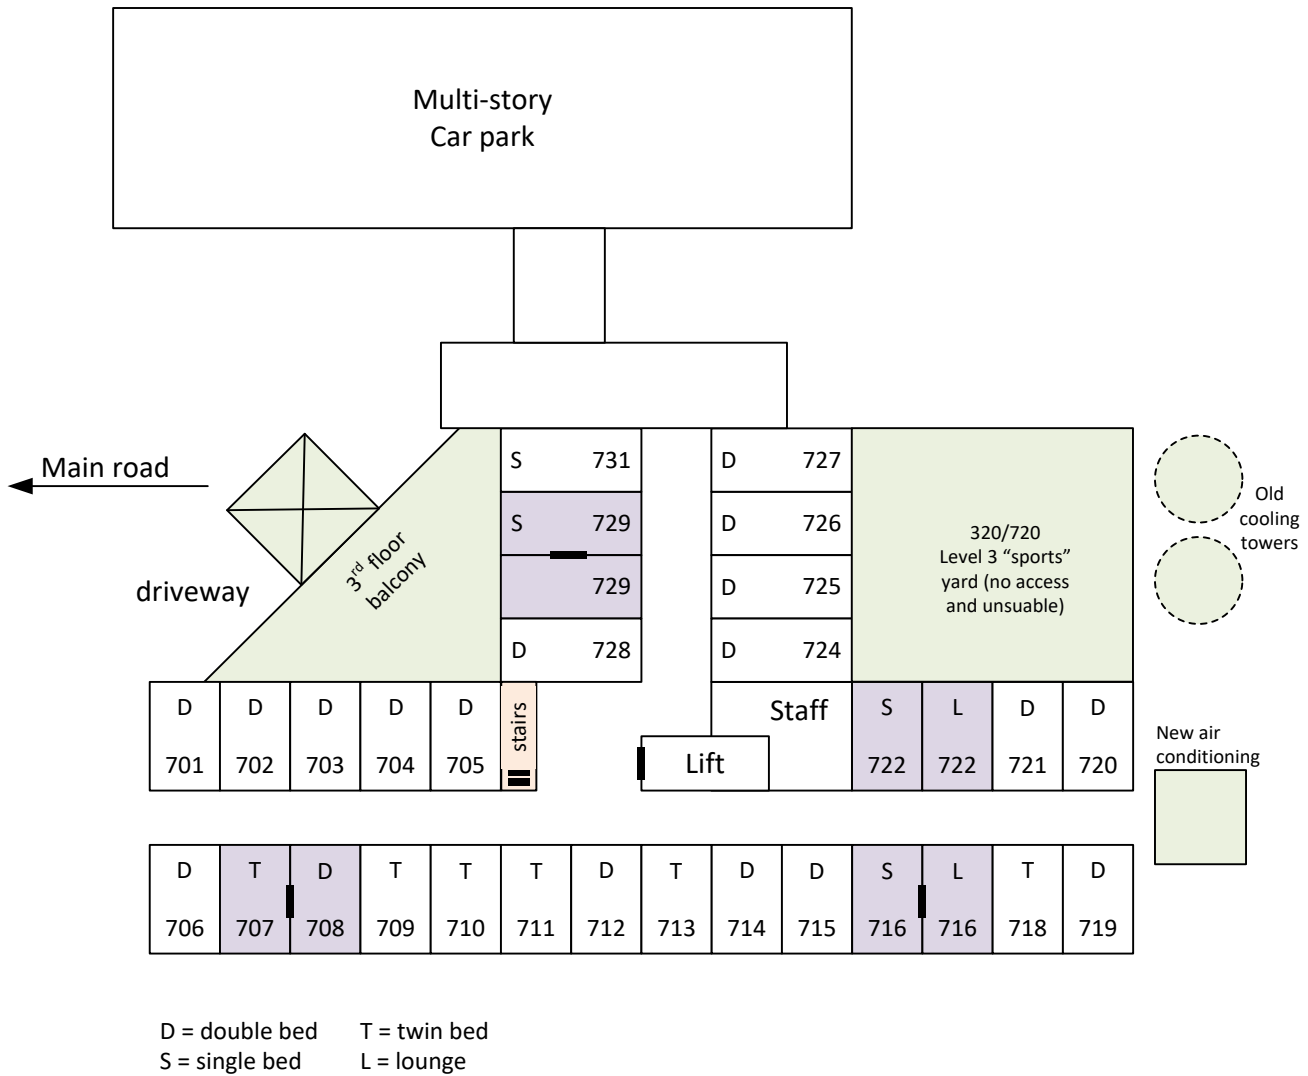 Multi-story
Car park
Main road
driveway
3rd floor
balcony
S 731
S 729
729
D 728
D 727
D 726
D 725
D 724
320/720
Level 3 “sports”
yard (no access
and unsuable)
Old
cooling
towers
D D D D D
701 702 703 704 705
stairs
Lift
Staff
S L D D
722 722 721 720
New air
conditioning
D T D T T T D T D D S L T D
706 707 708 709 710 711 712 713 714 715 716 716 718 719
D = double bed T = twin bed
S = single bed L = lounge